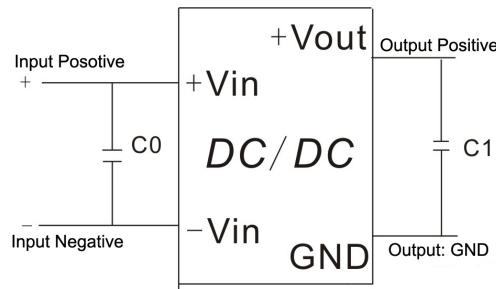 +Vout
Output Positive
Input Posotive
+
+Vin
C0
DC/DC
C1
−
−Vin
Input Negative
GND
Output: GND